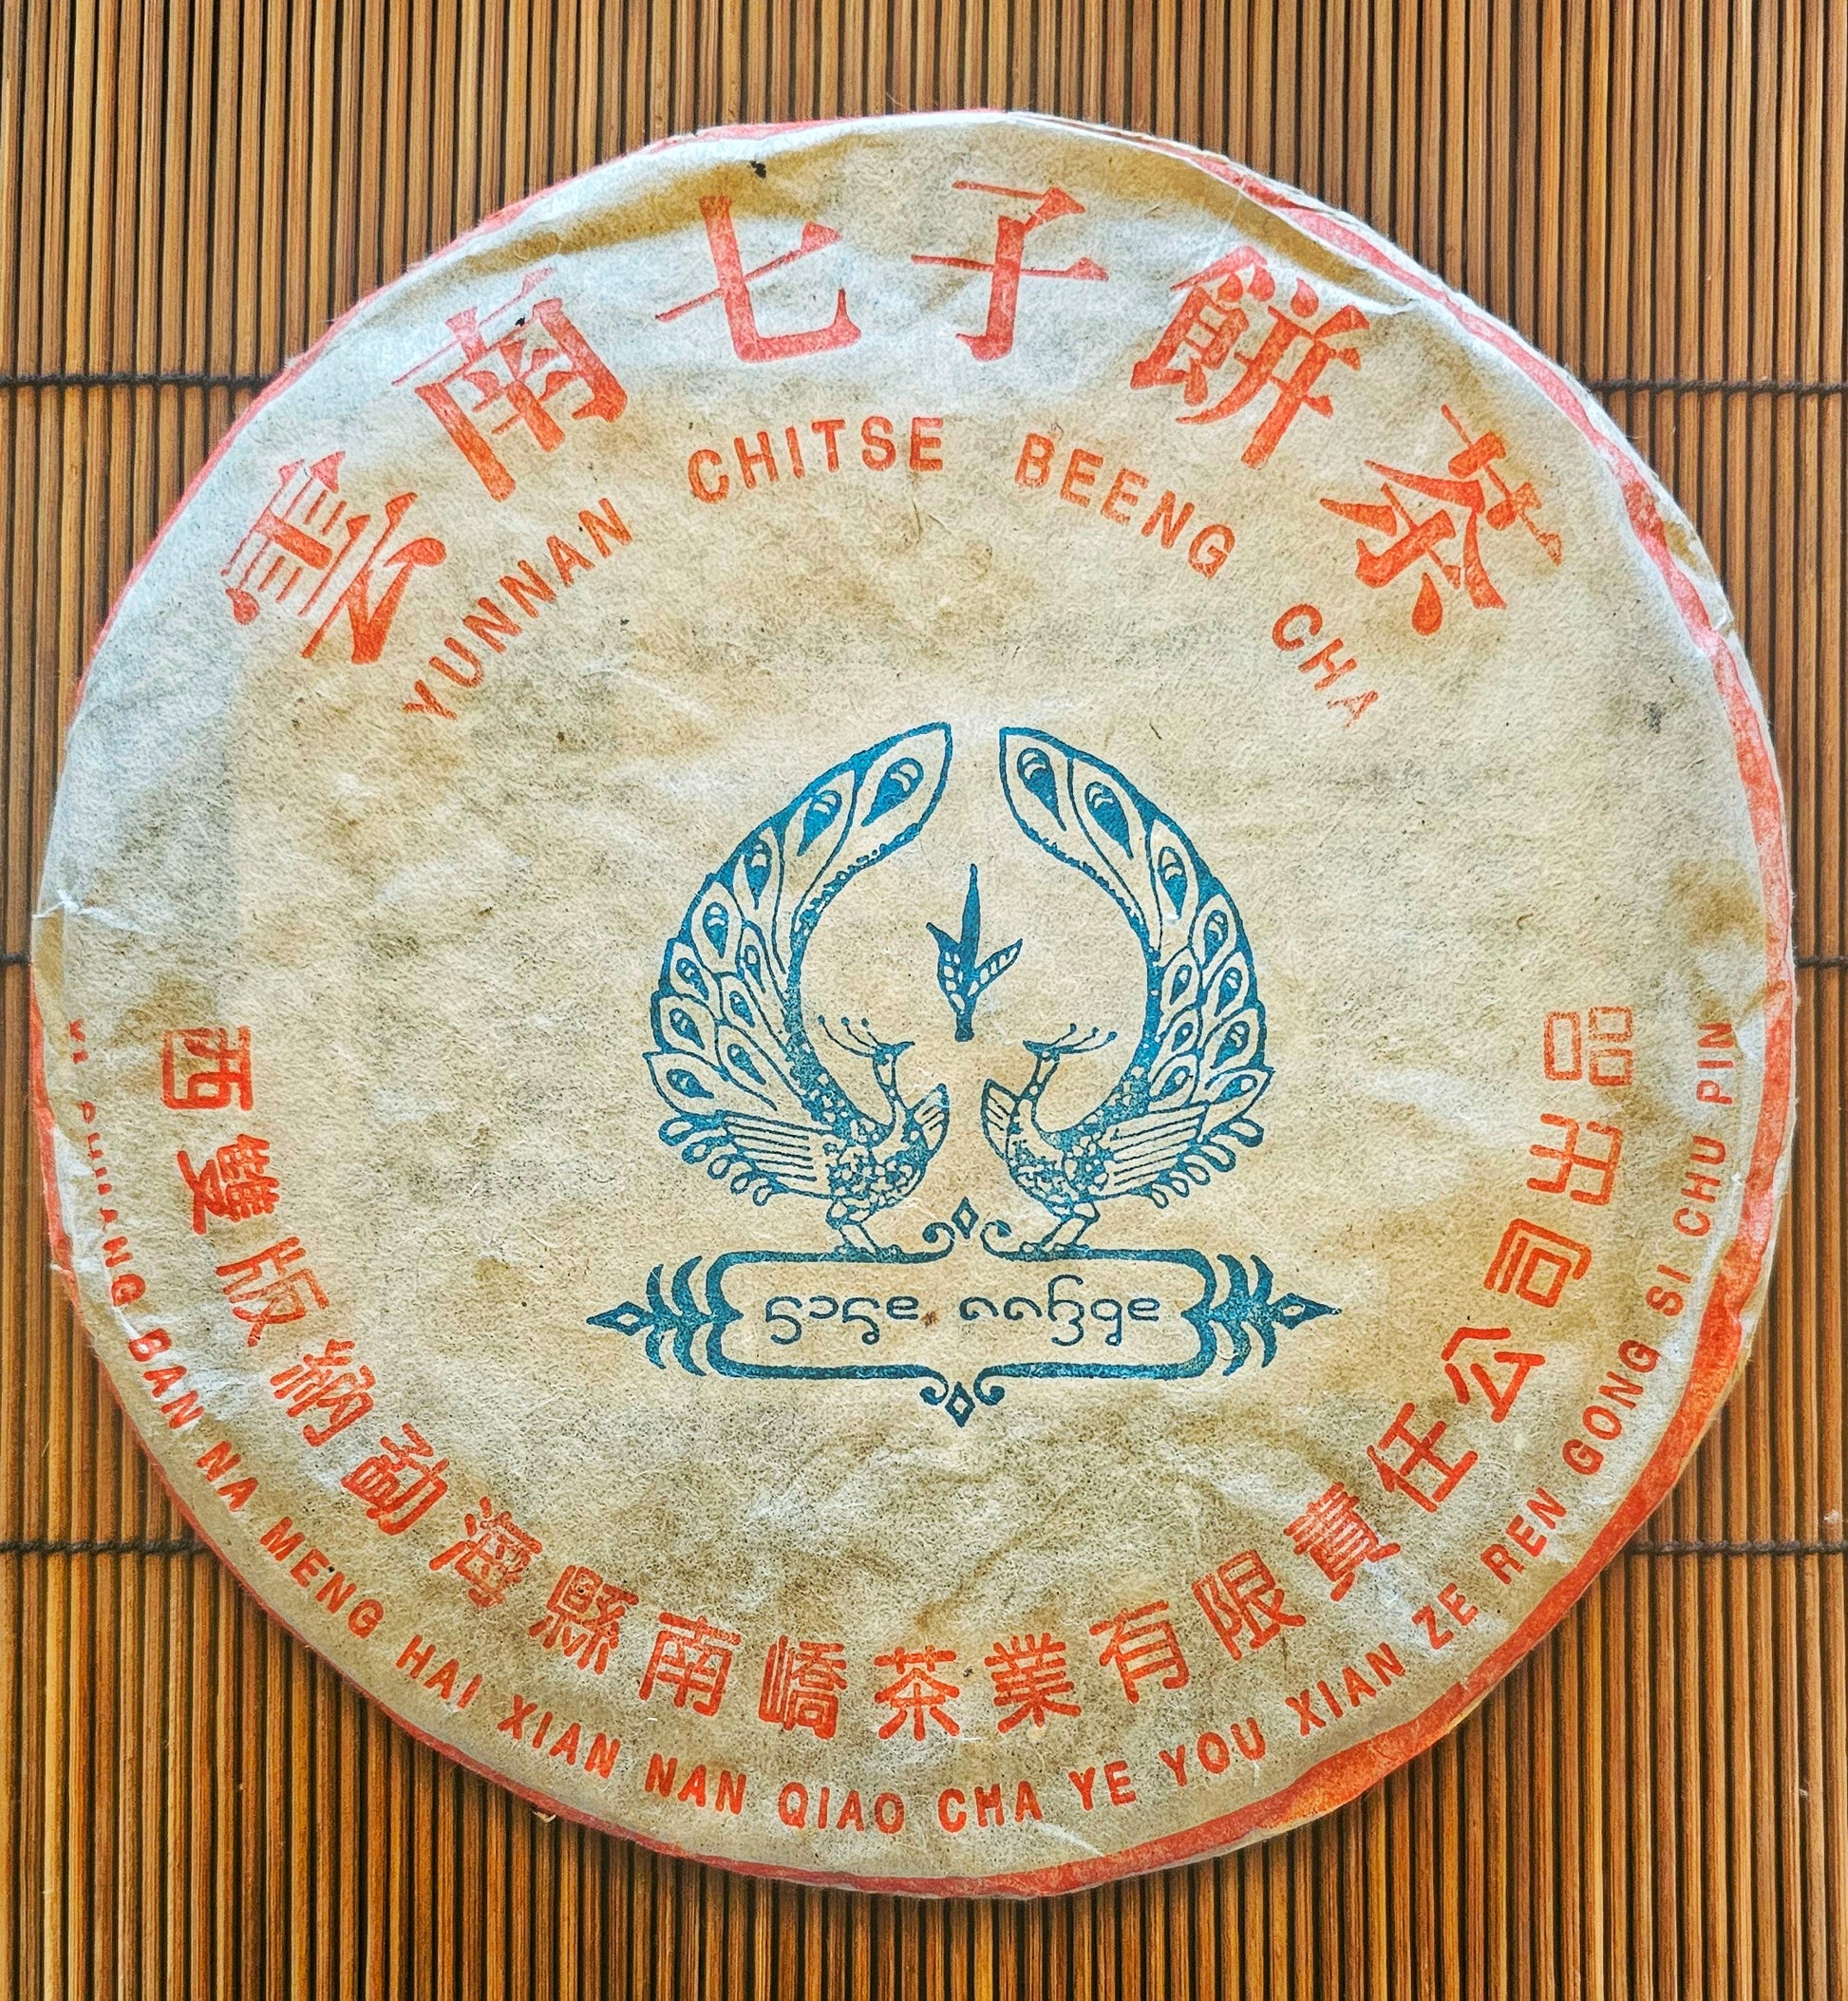 雲南七子餅茶
YUNNAN CHITSE BEENG CHA
西雙版納勐海縣南嶠茶業有限責任公司出品
BAN NA MENG HAI XIAN NAN QIAO CHA YE YOU XIAN ZE REN GONG SI CHU PIN